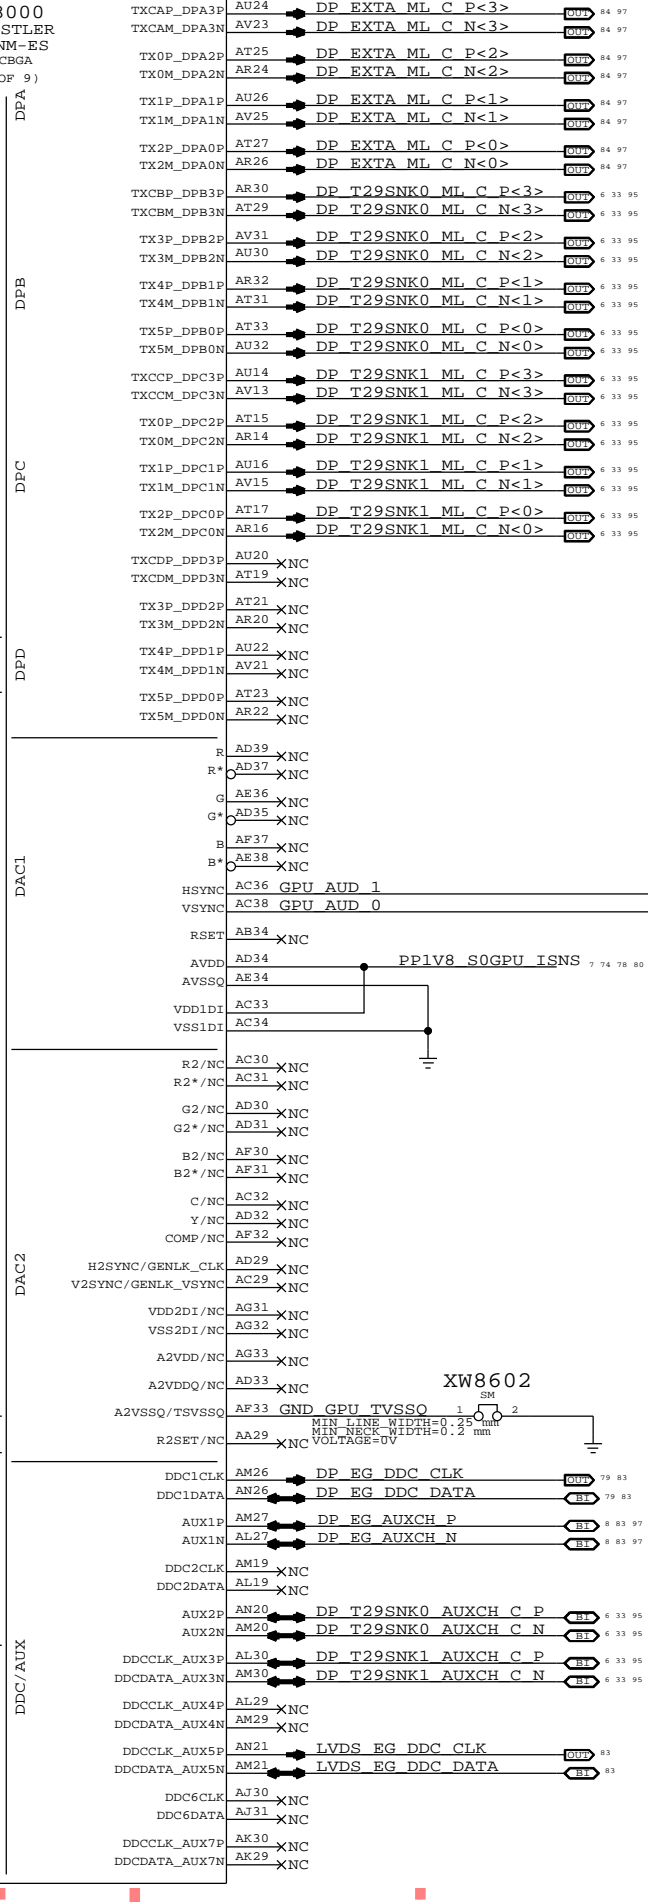 8000
STLER
NM-ES
CBGA
OF 9)
DPA
TXCAP_DPA3P AU24 DP_EXTA_ML_C_P<3> OUT 84 97
TXCAM_DPA3N AV23 DP_EXTA_ML_C_N<3> OUT 84 97
TX0P_DPA2P AT25 DP_EXTA_ML_C_P<2> OUT 84 97
TX0M_DPA2N AR24 DP_EXTA_ML_C_N<2> OUT 84 97
TX1P_DPA1P AU26 DP_EXTA_ML_C_P<1> OUT 84 97
TX1M_DPA1N AV25 DP_EXTA_ML_C_N<1> OUT 84 97
TX2P_DPA0P AT27 DP_EXTA_ML_C_P<0> OUT 84 97
TX2M_DPA0N AR26 DP_EXTA_ML_C_N<0> OUT 84 97
DPB
TXCBP_DPB3P AR30 DP_T29SNK0_ML_C_P<3> OUT 6 33 95
TXCBM_DPB3N AT29 DP_T29SNK0_ML_C_N<3> OUT 6 33 95
TX3P_DPB2P AV31 DP_T29SNK0_ML_C_P<2> OUT 6 33 95
TX3M_DPB2N AU30 DP_T29SNK0_ML_C_N<2> OUT 6 33 95
TX4P_DPB1P AR32 DP_T29SNK0_ML_C_P<1> OUT 6 33 95
TX4M_DPB1N AT31 DP_T29SNK0_ML_C_N<1> OUT 6 33 95
TX5P_DPB0P AT33 DP_T29SNK0_ML_C_P<0> OUT 6 33 95
TX5M_DPB0N AU32 DP_T29SNK0_ML_C_N<0> OUT 6 33 95
DPC
TXCCP_DPC3P AU14 DP_T29SNK1_ML_C_P<3> OUT 6 33 95
TXCCM_DPC3N AV13 DP_T29SNK1_ML_C_N<3> OUT 6 33 95
TX0P_DPC2P AT15 DP_T29SNK1_ML_C_P<2> OUT 6 33 95
TX0M_DPC2N AR14 DP_T29SNK1_ML_C_N<2> OUT 6 33 95
TX1P_DPC1P AU16 DP_T29SNK1_ML_C_P<1> OUT 6 33 95
TX1M_DPC1N AV15 DP_T29SNK1_ML_C_N<1> OUT 6 33 95
TX2P_DPC0P AT17 DP_T29SNK1_ML_C_P<0> OUT 6 33 95
TX2M_DPC0N AR16 DP_T29SNK1_ML_C_N<0> OUT 6 33 95
DPD
TXCDP_DPD3P AU20 NC
TXCDM_DPD3N AT19 NC
TX3P_DPD2P AT21 NC
TX3M_DPD2N AR20 NC
TX4P_DPD1P AU22 NC
TX4M_DPD1N AV21 NC
TX5P_DPD0P AT23 NC
TX5M_DPD0N AR22 NC
DAC1
R AD39 NC
R* AD37 NC
G AE36 NC
G* AD35 NC
B AF37 NC
B* AE38 NC
HSYNC AC36 GPU_AUD_1
VSYNC AC38 GPU_AUD_0
RSET AB34 NC
AVDD AD34 PP1V8_S0GPU_ISNS 7 74 78 80
AVSSQ AE34
VDD1DI AC33
VSS1DI AC34
DAC2
R2/NC AC30 NC
R2*/NC AC31 NC
G2/NC AD30 NC
G2*/NC AD31 NC
B2/NC AF30 NC
B2*/NC AF31 NC
C/NC AC32 NC
Y/NC AD32 NC
COMP/NC AF32 NC
H2SYNC/GENLK_CLK AD29 NC
V2SYNC/GENLK_VSYNC AC29 NC
VDD2DI/NC AG31 NC
VSS2DI/NC AG32 NC
A2VDD/NC AG33 NC
A2VDDQ/NC AD33 NC
XW8602
SM
A2VSSQ/TSVSSQ AF33 GND_GPU_TVSSQ 1 2
MIN_LINE_WIDTH=0.25 mm
MIN_NECK_WIDTH=0.2 mm
VOLTAGE=0V
R2SET/NC AA29 NC
DDC/AUX
DDC1CLK AM26 DP_EG_DDC_CLK OUT 79 83
DDC1DATA AN26 DP_EG_DDC_DATA BI 79 83
AUX1P AM27 DP_EG_AUXCH_P BI 8 83 97
AUX1N AL27 DP_EG_AUXCH_N BI 8 83 97
DDC2CLK AM19 NC
DDC2DATA AL19 NC
AUX2P AN20 DP_T29SNK0_AUXCH_C_P BI 6 33 95
AUX2N AM20 DP_T29SNK0_AUXCH_C_N BI 6 33 95
DDCCLK_AUX3P AL30 DP_T29SNK1_AUXCH_C_P BI 6 33 95
DDCDATA_AUX3N AM30 DP_T29SNK1_AUXCH_C_N BI 6 33 95
DDCCLK_AUX4P AL29 NC
DDCDATA_AUX4N AM29 NC
DDCCLK_AUX5P AN21 LVDS_EG_DDC_CLK OUT 83
DDCDATA_AUX5N AM21 LVDS_EG_DDC_DATA BI 83
DDC6CLK AJ30 NC
DDC6DATA AJ31 NC
DDCCLK_AUX7P AK30 NC
DDCDATA_AUX7N AK29 NC